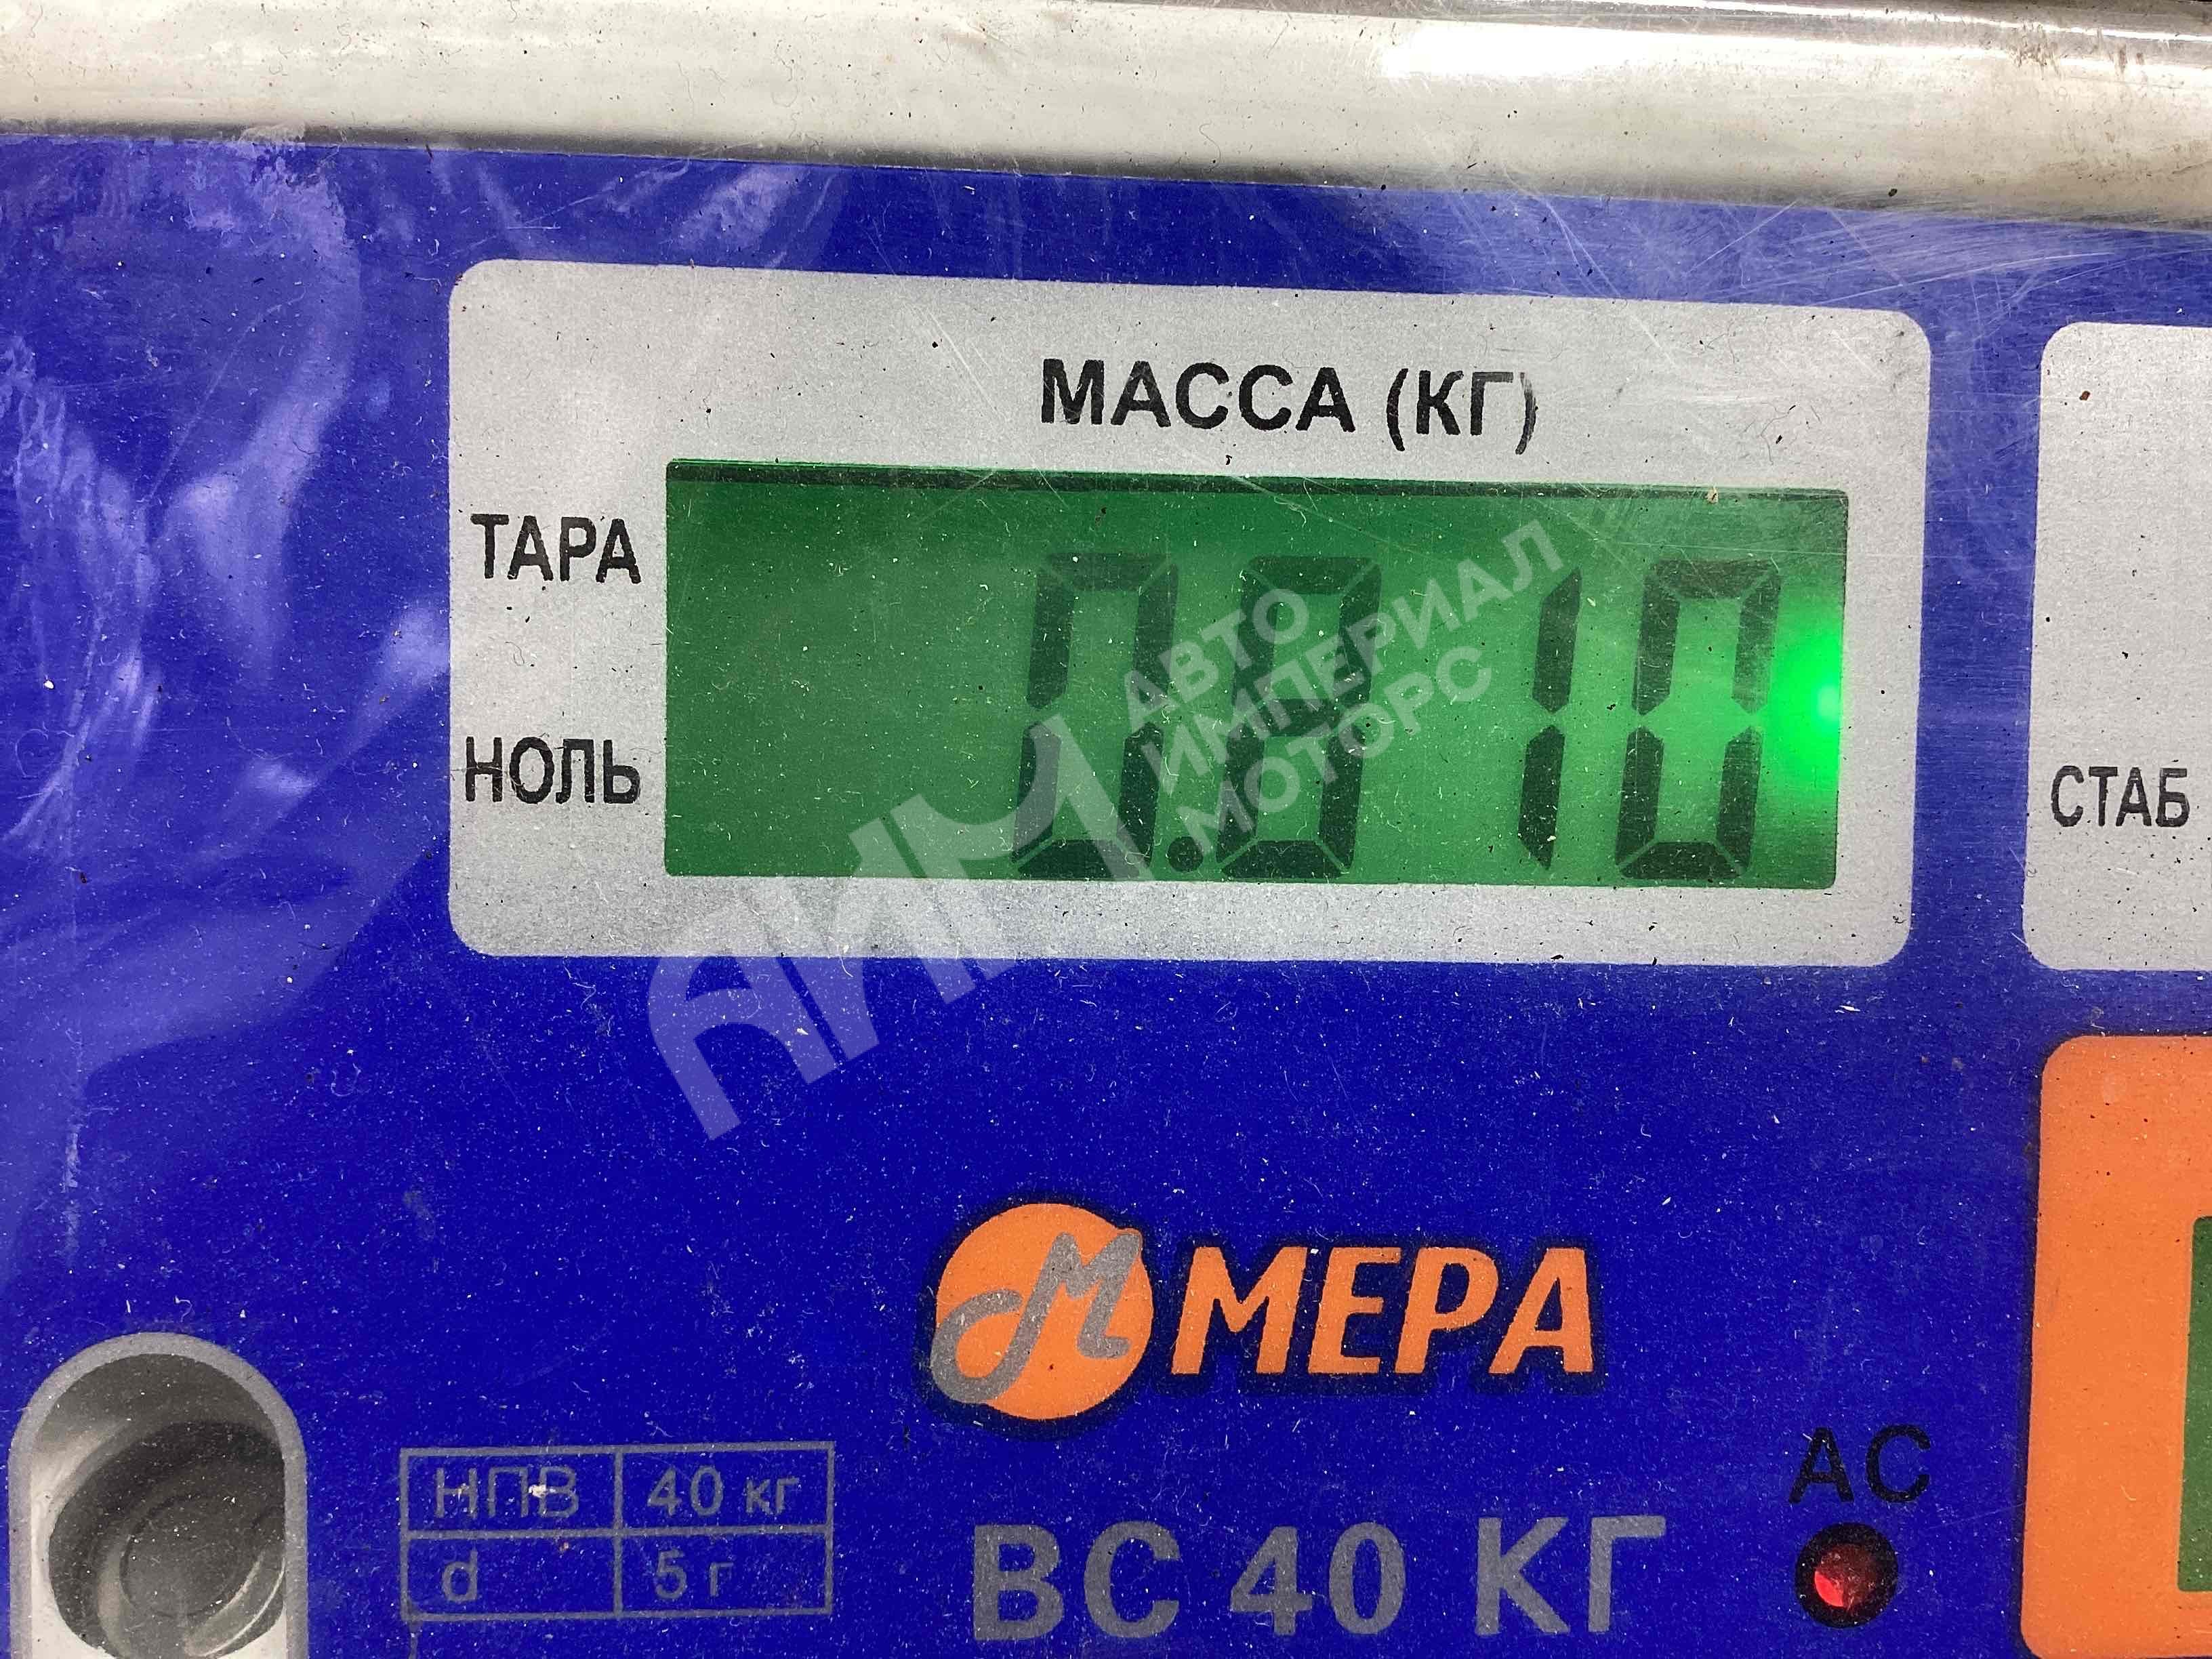 МАССА (КГ)
ТАРА
0.810
АВТО
ИМПЕРИАЛ
МОТОРС
АИМ
НОЛЬ
СТАБ
МЕРА
АС
НПВ 40 кг
d 5 г
ВС 40 КГ